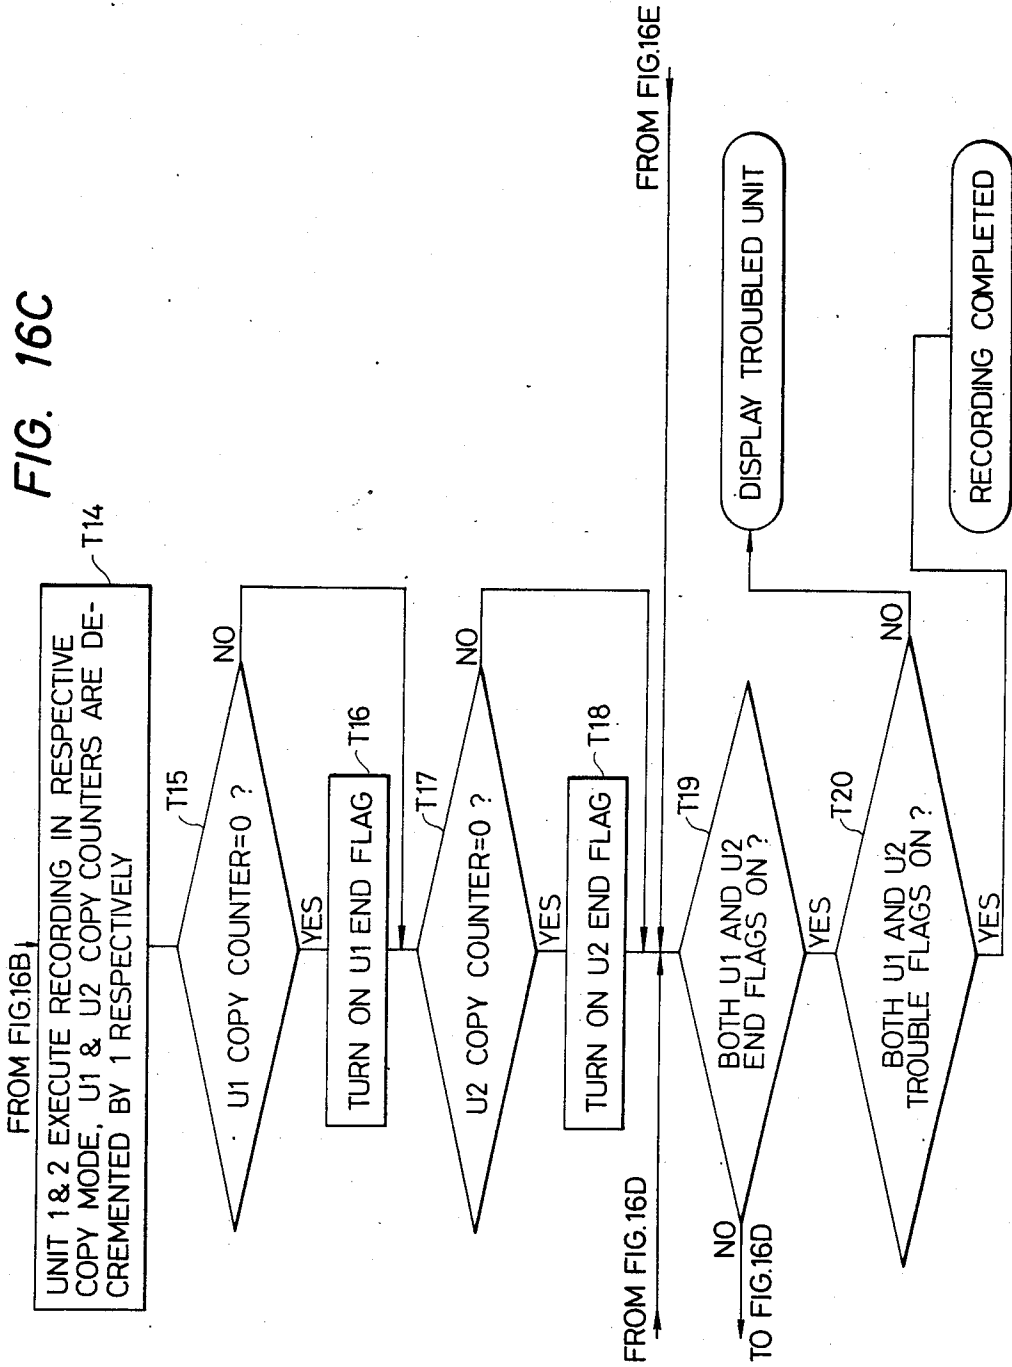 FIG. 16C
FROM FIG.16B
UNIT 1 & 2 EXECUTE RECORDING IN RESPECTIVE
COPY MODE, U1 & U2 COPY COUNTERS ARE DE-
CREMENTED BY 1 RESPECTIVELY
T14
T15
U1 COPY COUNTER=0 ?
NO
YES
T16
TURN ON U1 END FLAG
T17
U2 COPY COUNTER=0 ?
NO
YES
T18
TURN ON U2 END FLAG
FROM FIG.16D
FROM FIG.16E
T19
BOTH U1 AND U2
END FLAGS ON ?
NO
TO FIG.16D
YES
DISPLAY TROUBLED UNIT
T20
BOTH U1 AND U2
TROUBLE FLAGS ON ?
NO
YES
RECORDING COMPLETED